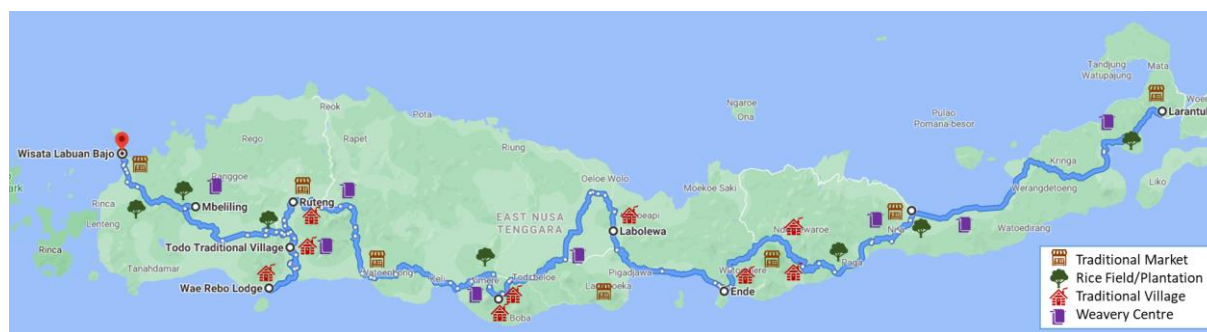 Mata
Tandjung
Watupajung
Woer
Larantul
Reok
Pota
Ngaroe
Ona
Pulao
Pomana-besor
Rego
Rapet
Riung
Kringa
Liko
Wisata Labuan Bajo
Ranggoe
Oeloe Wolo
Moekoe Saki
Werangdetoeng
Rinca
Lenteng
Mbeliling
Ruteng
EAST NUSA
TENGGARA
Labolewa
Watoedirang
Rinca
Todo Traditional Village
Tanahdamar
Pigadjawa
Raga
Wae Rebo Lodge
Ende
Boba
Traditional Market
Rice Field/Plantation
Traditional Village
Weavery Centre